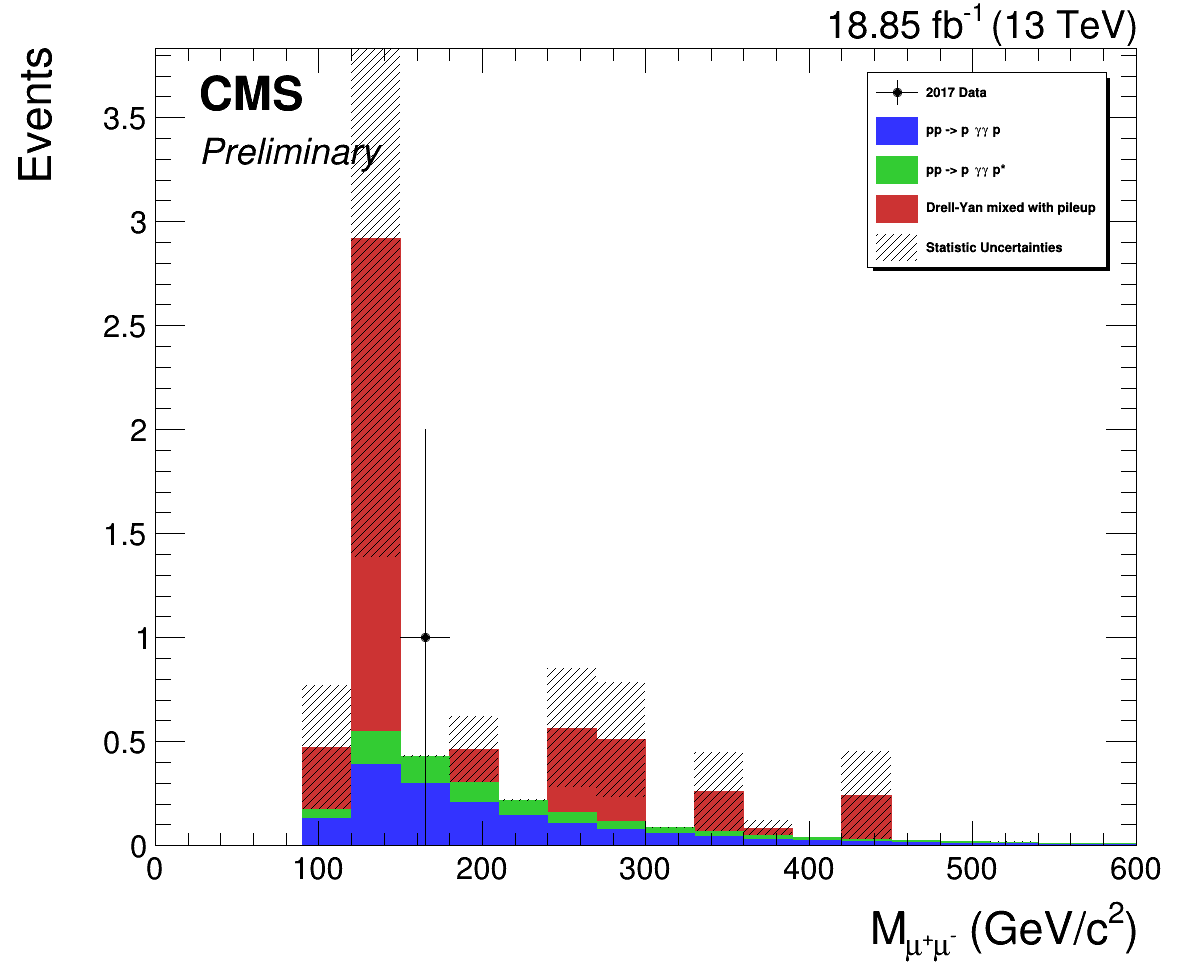 18.85 fb⁻¹ (13 TeV)
Events
CMS
Preliminary
2017 Data
pp -> p γγ p
pp -> p γγ p*
Drell-Yan mixed with pileup
Statistic Uncertainties
3.5
3
2.5
2
1.5
1
0.5
0
0 100 200 300 400 500 600
M_μ⁺μ⁻ (GeV/c²)